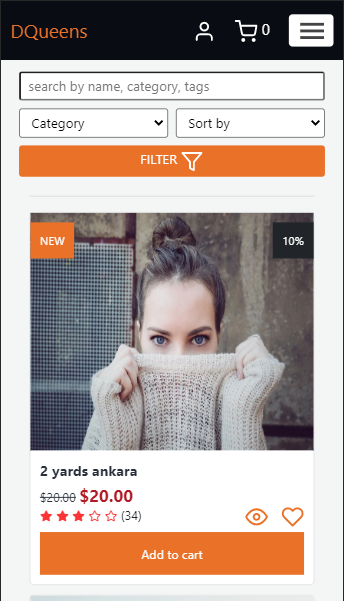 DQueens
0
search by name, category, tags
Category
Sort by
FILTER
NEW
10%
2 yards ankara
$20.00 $20.00
(34)
Add to cart